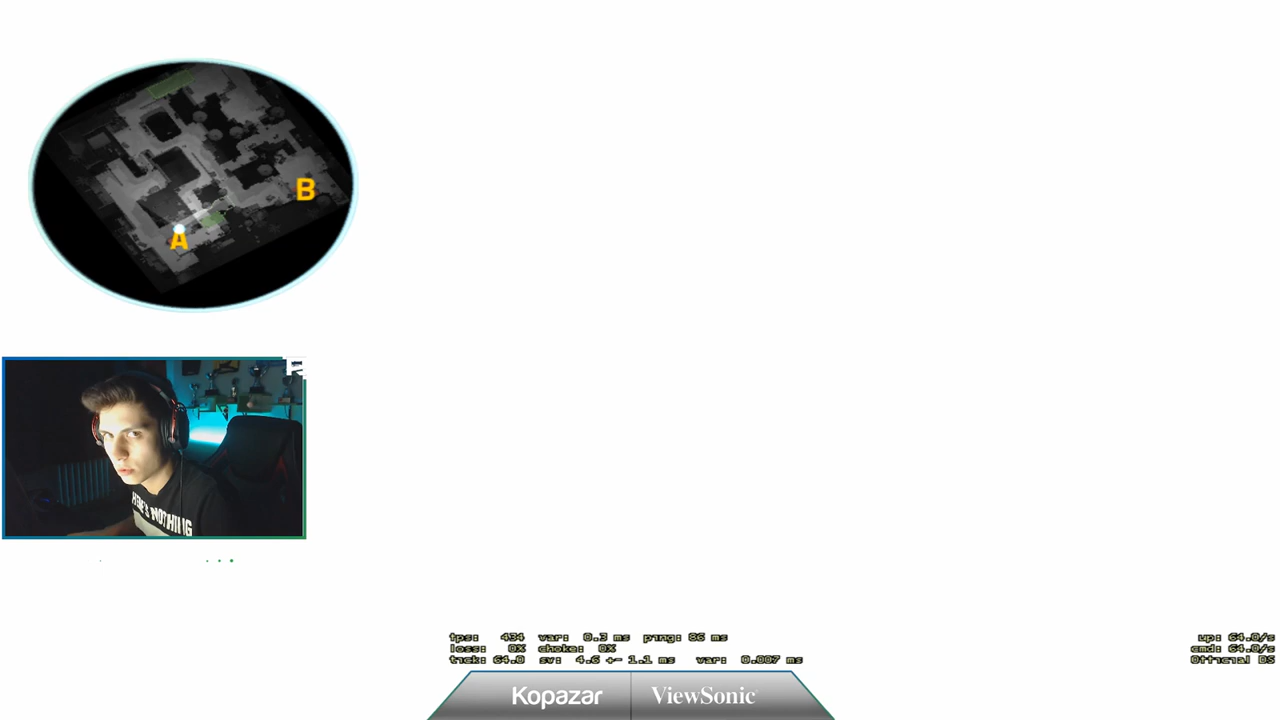 B
A
HERE'S NOTHING
fps: 434 var: 0.3 ms ping: 86 ms
loss: 0% choke: 0%
tick: 64.0 sv: 4.6 +- 1.1 ms var: 0.007 ms
up: 64.0/s
cmd: 64.0/s
Official DS
Kopazar
ViewSonic